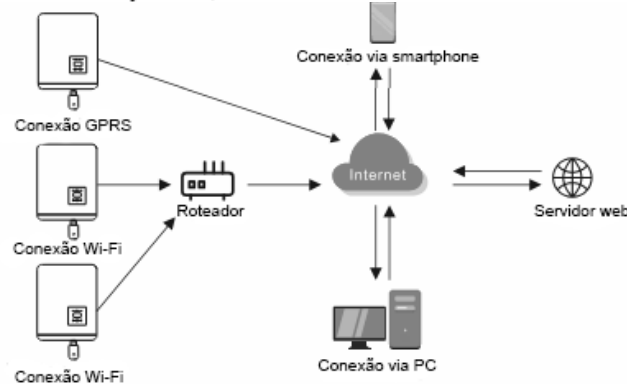 Conexão via smartphone
Conexão GPRS
Internet
Roteador
Servidor web
Conexão Wi-Fi
Conexão via PC
Conexão Wi-Fi